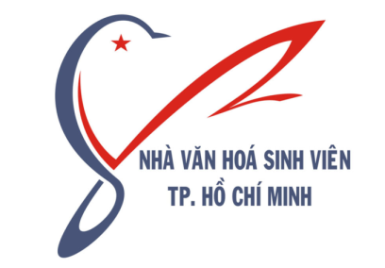 NHÀ VĂN HOÁ SINH VIÊN
TP. HỒ CHÍ MINH